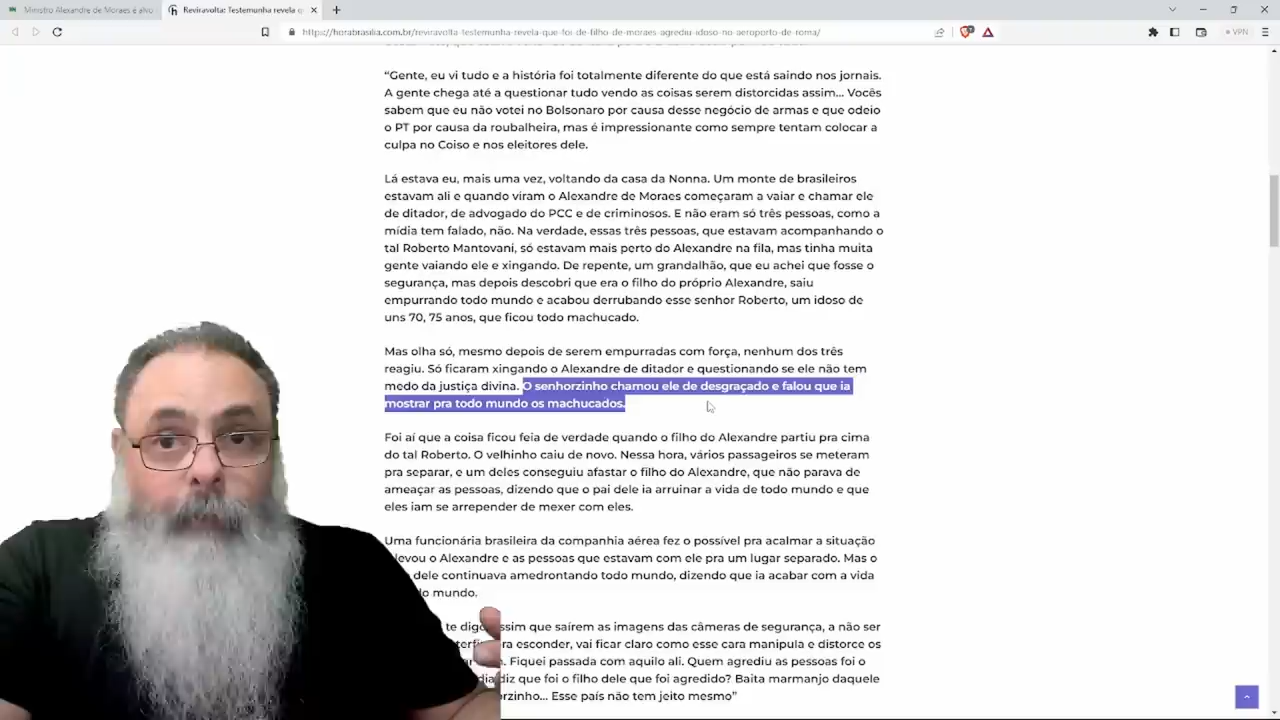 Ministro Alexandre de Moraes é alvo
Reviravolta: Testemunha revela q
https://horabrasilia.com.br/reviravolta-testemunha-revela-que-foi-de-filho-de-moraes-agrediu-idoso-no-aeroporto-de-roma/
VPN
“Gente, eu vi tudo e a história foi totalmente diferente do que está saindo nos jornais.
A gente chega até a questionar tudo vendo as coisas serem distorcidas assim... Vocês
sabem que eu não votei no Bolsonaro por causa desse negócio de armas e que odeio
o PT por causa da roubalheira, mas é impressionante como sempre tentam colocar a
culpa no Coiso e nos eleitores dele.
Lá estava eu, mais uma vez, voltando da casa da Nonna. Um monte de brasileiros
estavam ali e quando viram o Alexandre de Moraes começaram a vaiar e chamar ele
de ditador, de advogado do PCC e de criminosos. E não eram só três pessoas, como a
mídia tem falado, não. Na verdade, essas três pessoas, que estavam acompanhando o
tal Roberto Mantovani, só estavam mais perto do Alexandre na fila, mas tinha muita
gente vaiando ele e xingando. De repente, um grandalhão, que eu achei que fosse o
segurança, mas depois descobri que era o filho do próprio Alexandre, saiu
empurrando todo mundo e acabou derrubando esse senhor Roberto, um idoso de
uns 70, 75 anos, que ficou todo machucado.
Mas olha só, mesmo depois de serem empurradas com força, nenhum dos três
reagiu. Só ficaram xingando o Alexandre de ditador e questionando se ele não tem
medo da justiça divina. O senhorzinho chamou ele de desgraçado e falou que ia
mostrar pra todo mundo os machucados.
Foi aí que a coisa ficou feia de verdade quando o filho do Alexandre partiu pra cima
do tal Roberto. O velhinho caiu de novo. Nessa hora, vários passageiros se meteram
pra separar, e um deles conseguiu afastar o filho do Alexandre, que não parava de
ameaçar as pessoas, dizendo que o pai dele ia arruinar a vida de todo mundo e que
eles iam se arrepender de mexer com eles.
Uma funcionária brasileira da companhia aérea fez o possível pra acalmar a situação
levou o Alexandre e as pessoas que estavam com ele pra um lugar separado. Mas o
dele continuava amedrontando todo mundo, dizendo que ia acabar com a vida
do mundo.
te digo, assim que saírem as imagens das câmeras de segurança, a não ser
ra esconder, vai ficar claro como esse cara manipula e distorce os
Fiquei passada com aquilo ali. Quem agrediu as pessoas foi o
diz que foi o filho dele que foi agredido? Baita marmanjo daquele
Esse país não tem jeito mesmo”